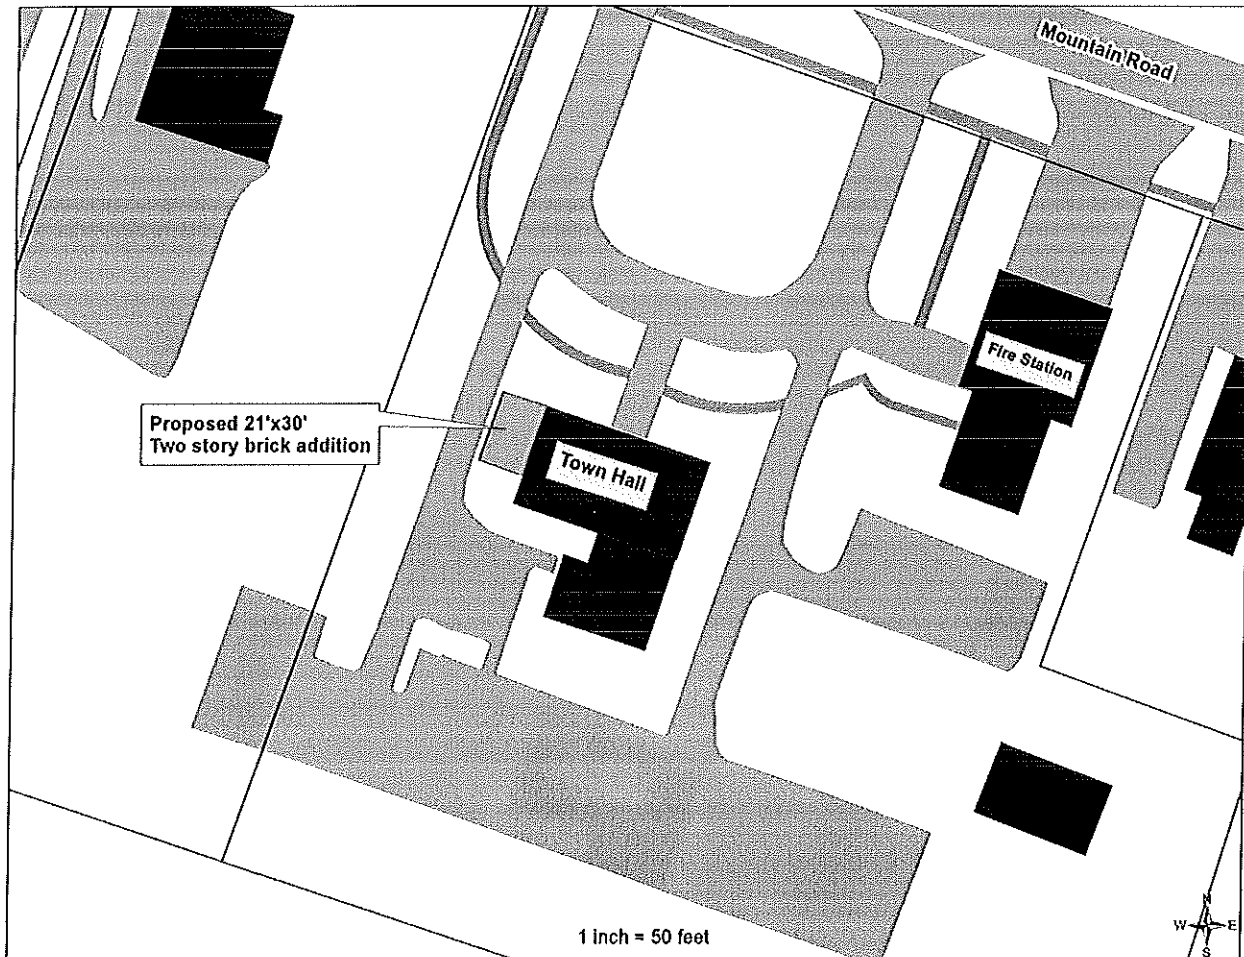 Mountain Road
Fire Station
Proposed 21'x30'
Two story brick addition
Town Hall
1 inch = 50 feet
N
W E
S